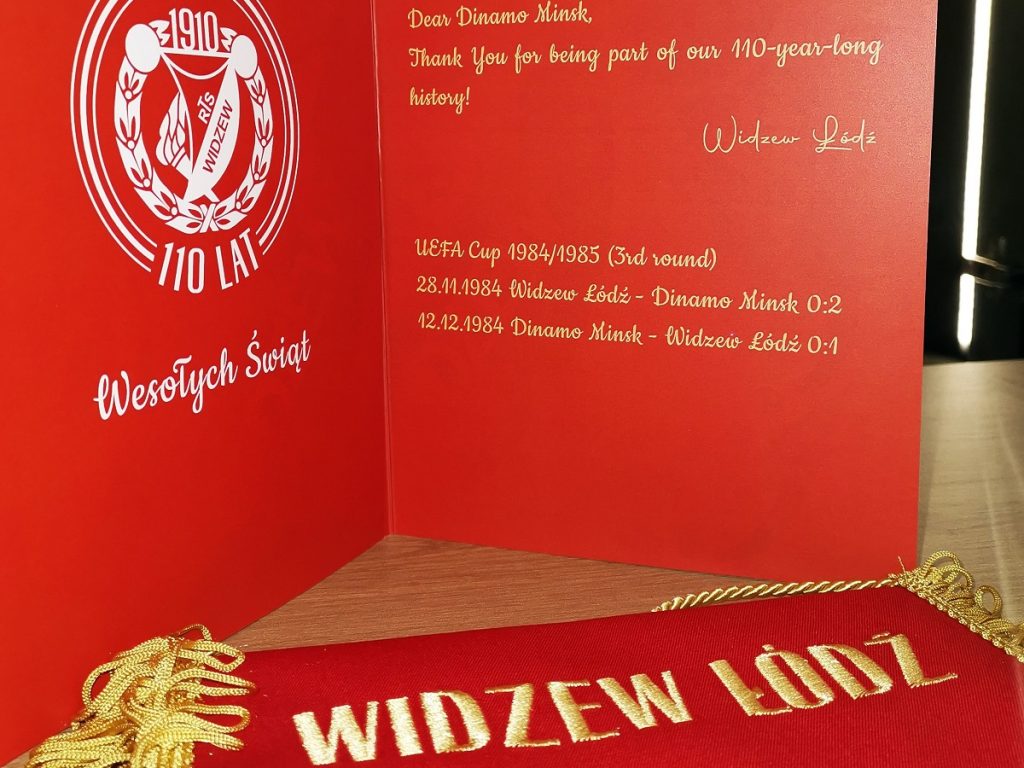 1910
RTS
WIDZEW
110 LAT
Wesołych Świąt
Dear Dinamo Minsk,
Thank You for being part of our 110-year-long
history!
Widzew Łódź
UEFA Cup 1984/1985 (3rd round)
28.11.1984 Widzew Łódź - Dinamo Minsk 0:2
12.12.1984 Dinamo Minsk - Widzew Łódź 0:1
WIDZEW ŁÓDŹ